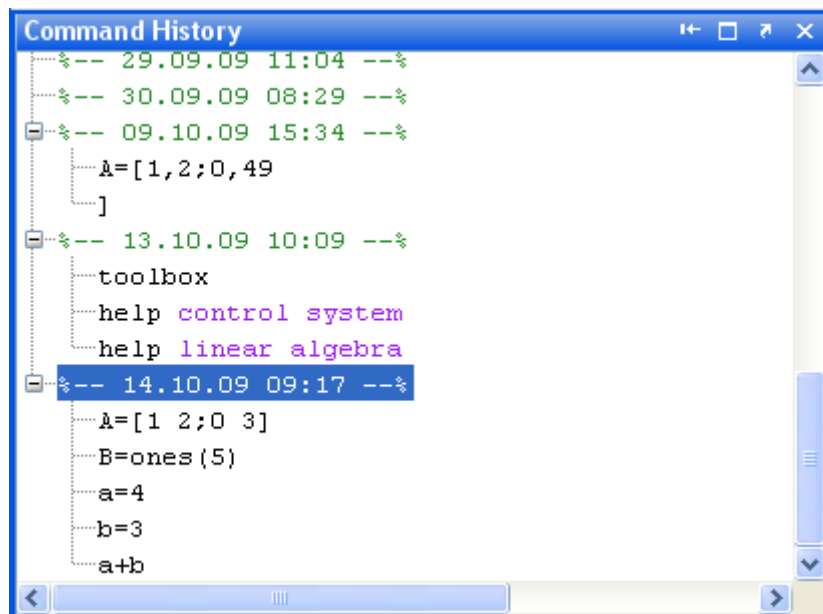 Command History
%-- 29.09.09 11:04 --%
%-- 30.09.09 08:29 --%
%-- 09.10.09 15:34 --%
A=[1,2;0,49
]
%-- 13.10.09 10:09 --%
toolbox
help control system
help linear algebra
%-- 14.10.09 09:17 --%
A=[1 2;0 3]
B=ones(5)
a=4
b=3
a+b